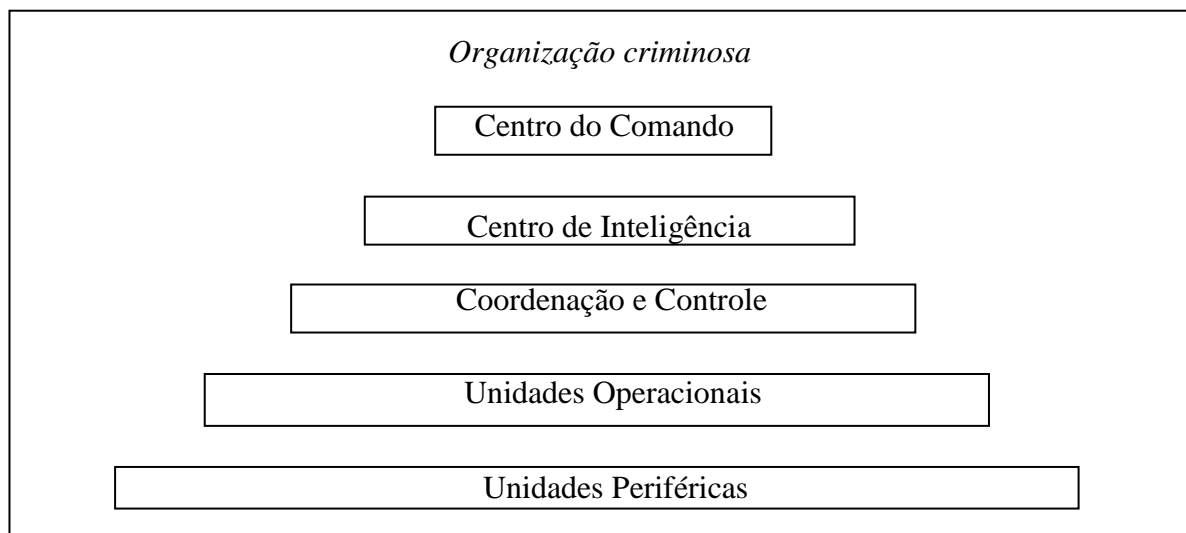 Organização criminosa
Centro do Comando
Centro de Inteligência
Coordenação e Controle
Unidades Operacionais
Unidades Periféricas